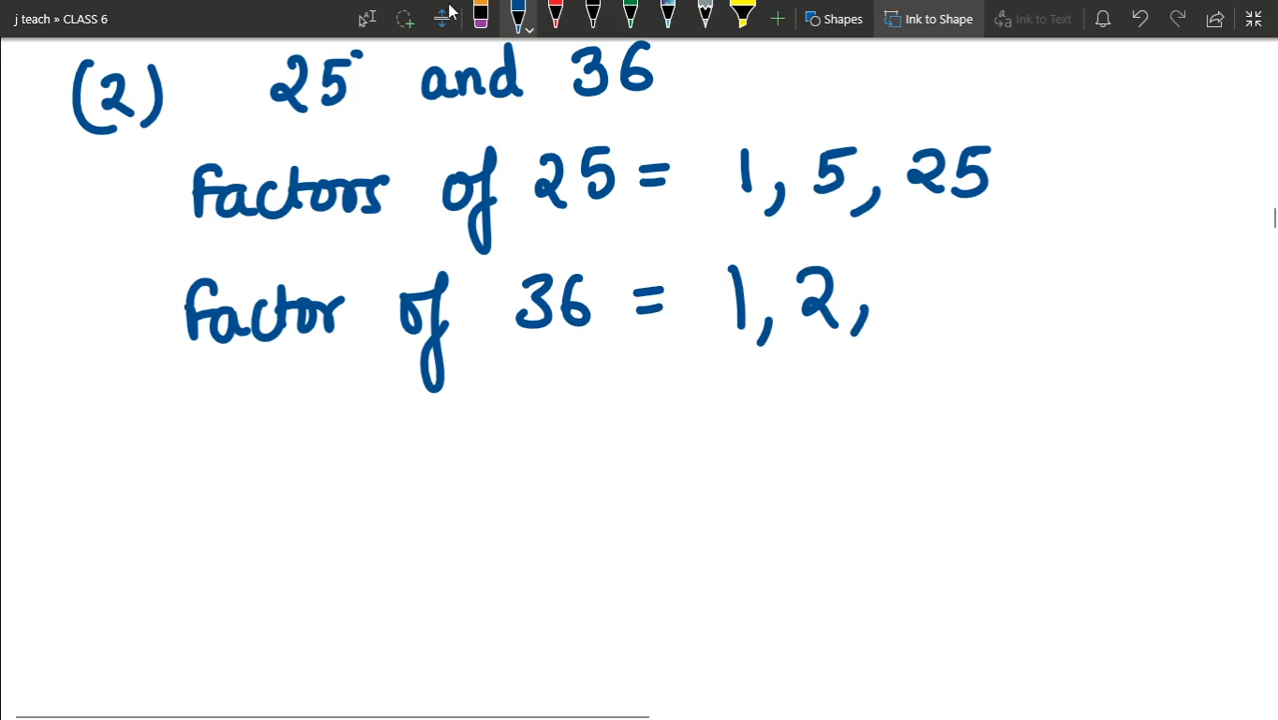 j teach » CLASS 6
Shapes
Ink to Shape
Ink to Text
(2) 25 and 36
Factors of 25 = 1, 5, 25
Factor of 36 = 1, 2,